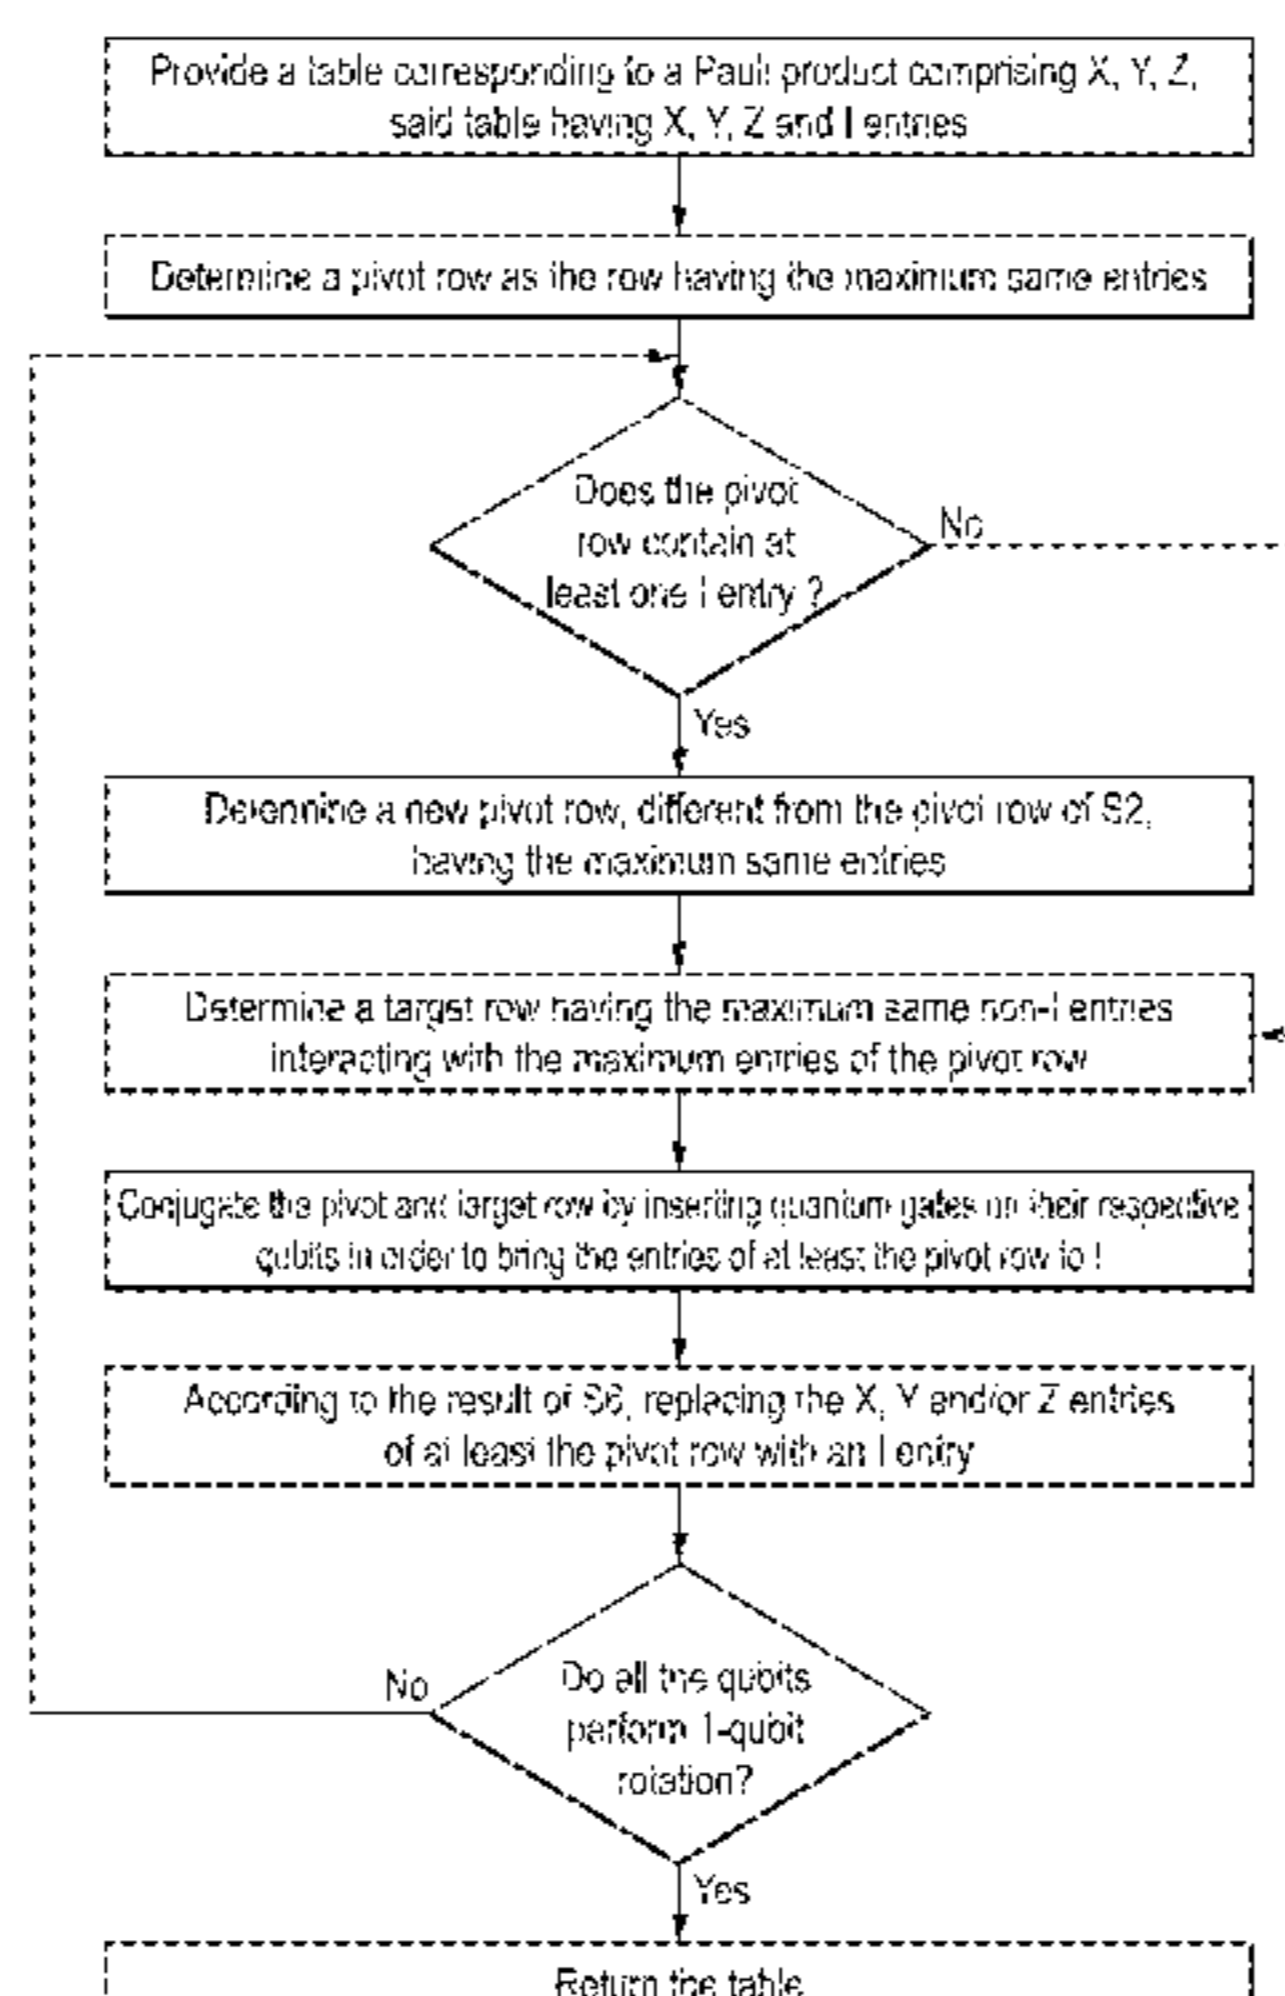 Provide a table corresponding to a Pauli product comprising X, Y, Z,
said table having X, Y, Z and I entries
Determine a pivot row as the row having the maximum same entries
Does the pivot
row contain at
least one I entry ?
No
Yes
Determine a new pivot row, different from the pivot row of S2,
having the maximum same entries
Determine a target row having the maximum same non-I entries
interacting with the maximum entries of the pivot row
Conjugate the pivot and target row by inserting quantum gates on their respective
qubits in order to bring the entries of at least the pivot row to I
According to the result of S6, replacing the X, Y and/or Z entries
of at least the pivot row with an I entry
No
Do all the qubits
perform 1-qubit
rotation?
Yes
Return the table